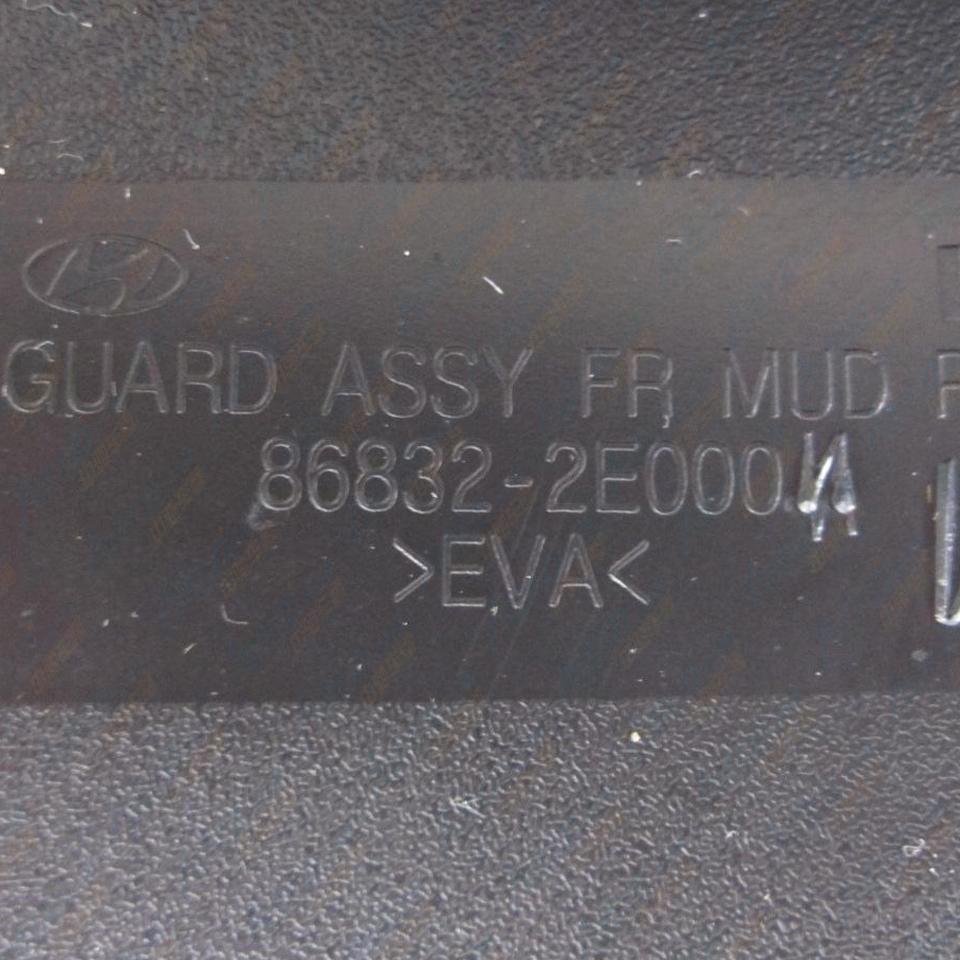 GUARD ASSY FR MUD
86832-2E000
>EVA<